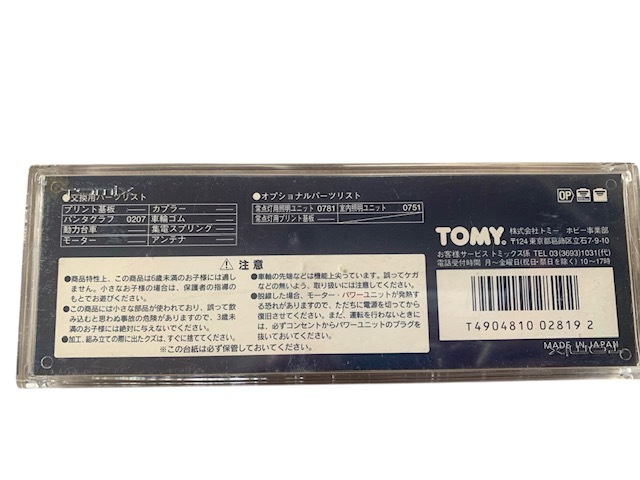 ●交換用パーツリスト
プリント基板 —— カプラー ——
パンタグラフ 0207 車輪ゴム ——
動力台車 —— 集電スプリング ——
モーター —— アンテナ ——
●オプショナルパーツリスト
常点灯用照明ユニット 0781 室内照明ユニット 0751
常点灯用プリント基板
OP
TOMY. 株式会社トミー ホビー事業部
〒124 東京都葛飾区立石7-9-10
お客様サービス トミックス係 TEL 03(3693)1031(代)
電話受付時間 月〜金曜日(祝日・祭日を除く) 10〜17時
注意
●商品特性上、この商品は6歳未満のお子様には適しません。小さなお子様の場合は、保護者の指導のもとでお遊びください。
●この商品には小さな部品が使われており、誤って飲み込むと思わぬ事故の危険がありますので、3歳未満のお子様には絶対に与えないでください。
●加工、組み立ての際に出たクズは、すぐに捨ててください。
●車軸の先端などは機能上尖っています。誤ってケガなどの無いよう、取り扱いには注意してください。
●脱線した場合、モーター・パワーユニットが発熱する恐れがありますので、ただちに電源を切ってから復旧させてください。また、運転を行わないときには、必ずコンセントからパワーユニットのプラグを抜いておいてください。
※この台紙は必ず保管しておいてください。
T4904810 02819 2
MADE IN JAPAN